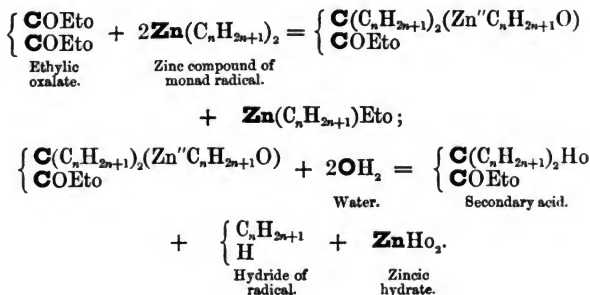 { COEto / COEto + 2Zn(CₙH₂ₙ₊₁)₂ = { C(CₙH₂ₙ₊₁)₂(Zn″CₙH₂ₙ₊₁O) / COEto
Ethylic oxalate. Zinc compound of monad radical.
+ Zn(CₙH₂ₙ₊₁)Eto;
{ C(CₙH₂ₙ₊₁)₂(Zn″CₙH₂ₙ₊₁O) / COEto + 2OH₂ = { C(CₙH₂ₙ₊₁)₂Ho / COEto
Water. Secondary acid.
+ { CₙH₂ₙ₊₁ / H + ZnHo₂.
Hydride of radical. Zincic hydrate.